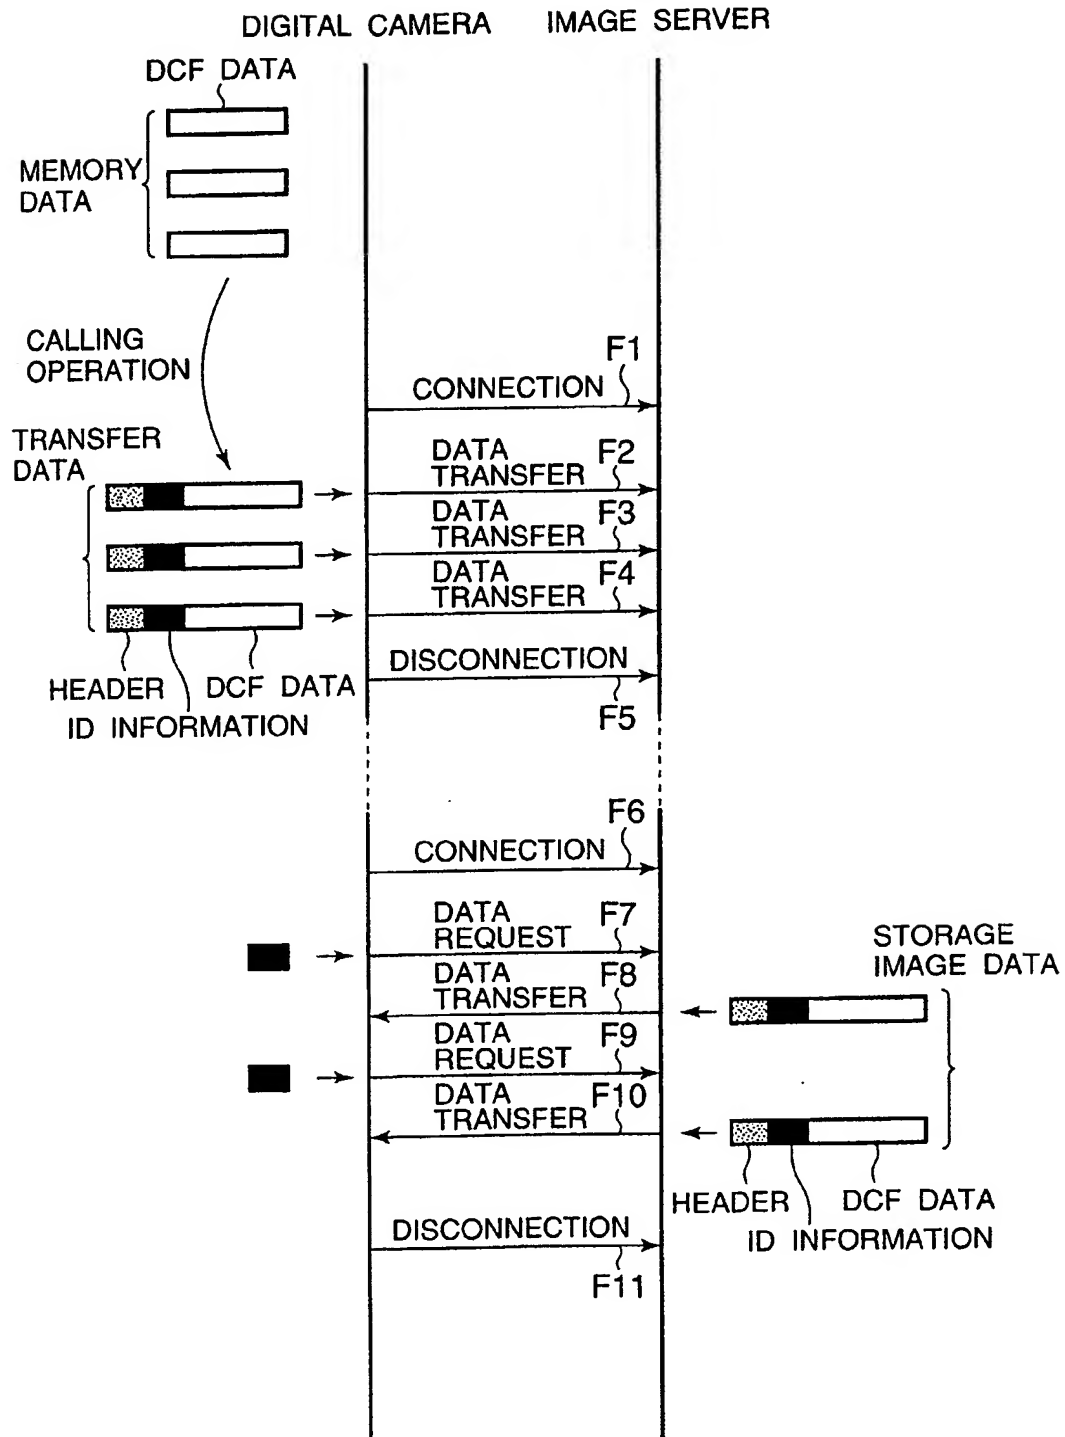 DIGITAL CAMERA
IMAGE SERVER
DCF DATA
MEMORY
DATA
CALLING
OPERATION
F1
CONNECTION
TRANSFER
DATA
DATA
TRANSFER
F2
DATA
TRANSFER
F3
DATA
TRANSFER
F4
DISCONNECTION
F5
HEADER
DCF DATA
ID INFORMATION
F6
CONNECTION
DATA
REQUEST
F7
STORAGE
IMAGE DATA
DATA
TRANSFER
F8
DATA
REQUEST
F9
DATA
TRANSFER
F10
HEADER
DCF DATA
ID INFORMATION
DISCONNECTION
F11